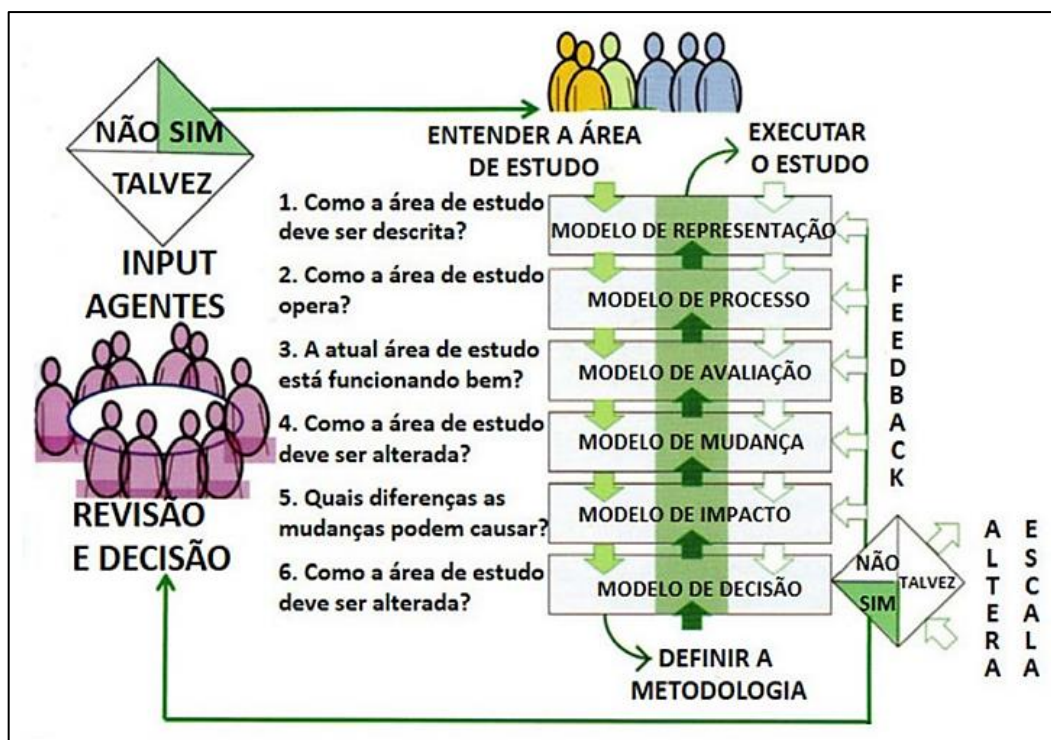 NÃO SIM
TALVEZ
INPUT
AGENTES
REVISÃO
E DECISÃO
ENTENDER A ÁREA
DE ESTUDO
EXECUTAR
O ESTUDO
1. Como a área de estudo
deve ser descrita?
MODELO DE REPRESENTAÇÃO
2. Como a área de estudo
opera?
MODELO DE PROCESSO
3. A atual área de estudo
está funcionando bem?
MODELO DE AVALIAÇÃO
4. Como a área de estudo
deve ser alterada?
MODELO DE MUDANÇA
5. Quais diferenças as
mudanças podem causar?
MODELO DE IMPACTO
6. Como a área de estudo
deve ser alterada?
MODELO DE DECISÃO
DEFINIR A
METODOLOGIA
FEEDBACK
NÃO
TALVEZ
SIM
ALTERA
ESCALA